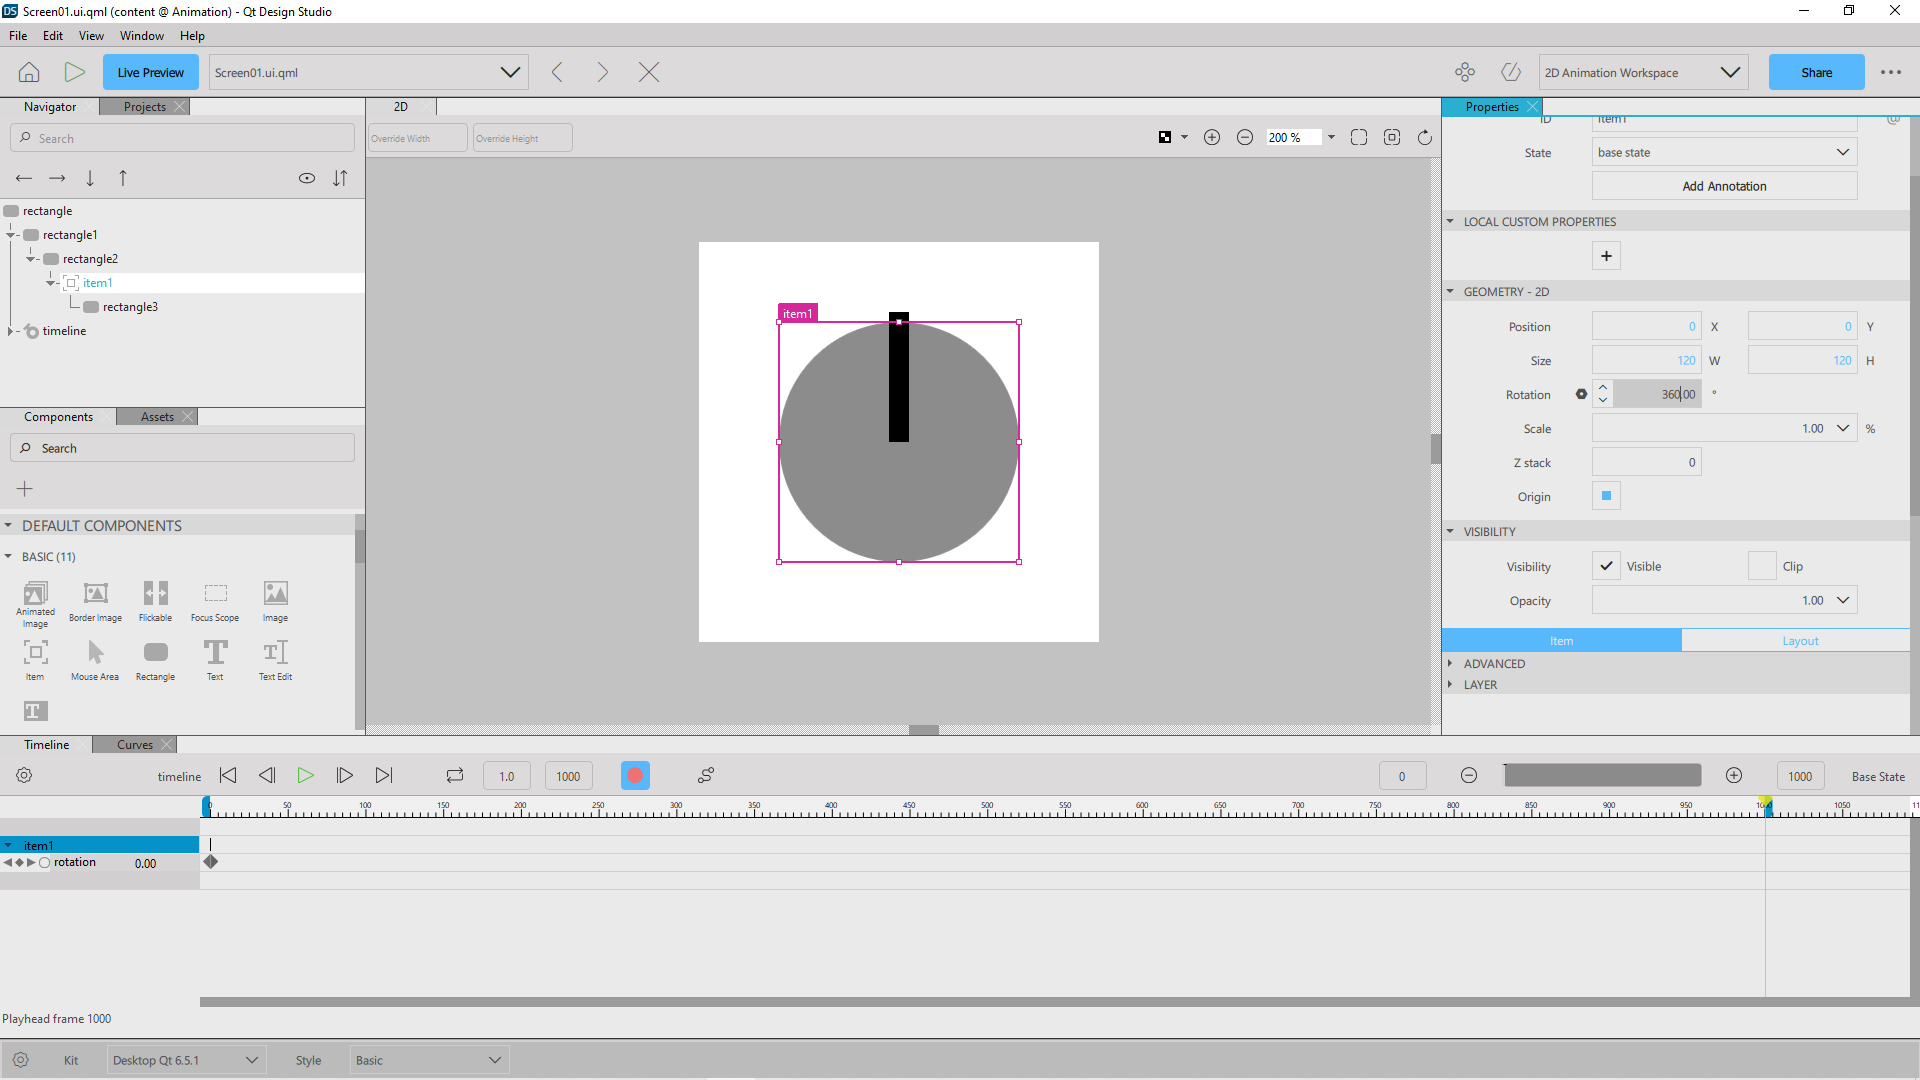 Screen01.ui.qml (content @ Animation) - Qt Design Studio
File Edit View Window Help
Live Preview Screen01.ui.qml 2D Animation Workspace Share
Navigator Projects 2D Properties
Search
Override Width Override Height 200 %
ID item1
State base state
Add Annotation
rectangle
rectangle1
rectangle2
item1
rectangle3
timeline
LOCAL CUSTOM PROPERTIES
+
GEOMETRY - 2D
Position 0 X 0 Y
Size 120 W 120 H
Rotation 360.00 °
Scale 1.00 %
Z stack 0
Origin
item1
Components Assets
Search
DEFAULT COMPONENTS
BASIC (11)
Animated Image
Border Image
Flickable
Focus Scope
Image
Item
Mouse Area
Rectangle
Text
Text Edit
VISIBILITY
Visibility Visible Clip
Opacity 1.00
Item Layout
ADVANCED
LAYER
Timeline Curves
timeline 1.0 1000 0 1000 Base State
0 50 100 150 200 250 300 350 400 450 500 550 600 650 700 750 800 850 900 950 1000 1050 11
item1
rotation 0.00
Playhead frame 1000
Kit Desktop Qt 6.5.1 Style Basic